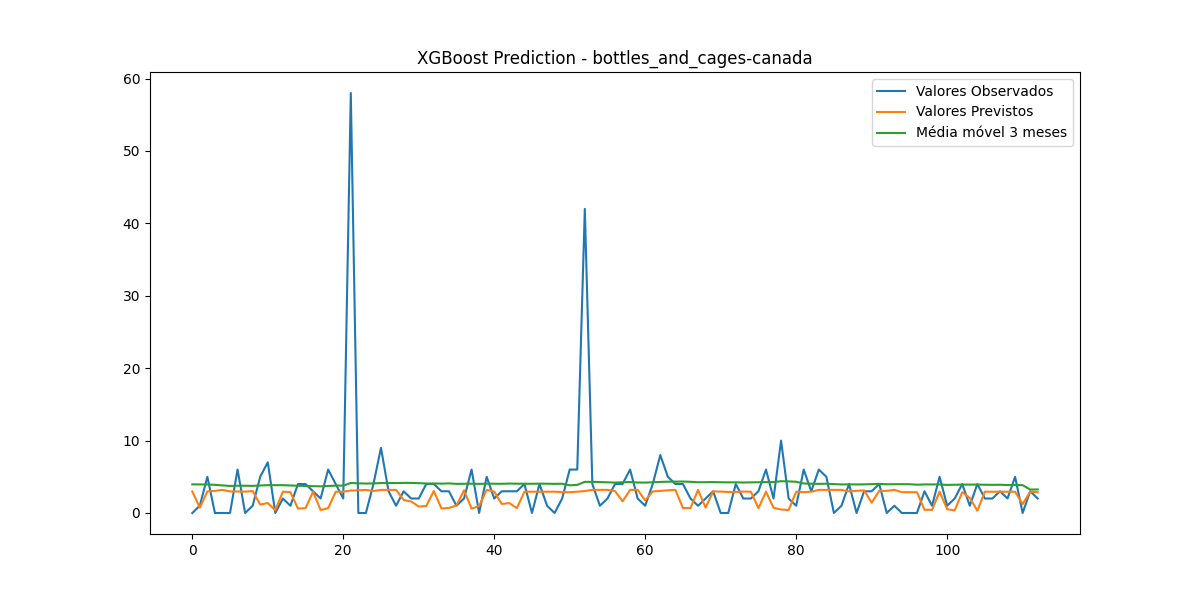 XGBoost Prediction - bottles_and_cages-canada
Valores Observados
Valores Previstos
Média móvel 3 meses
60
50
40
30
20
10
0
0 20 40 60 80 100